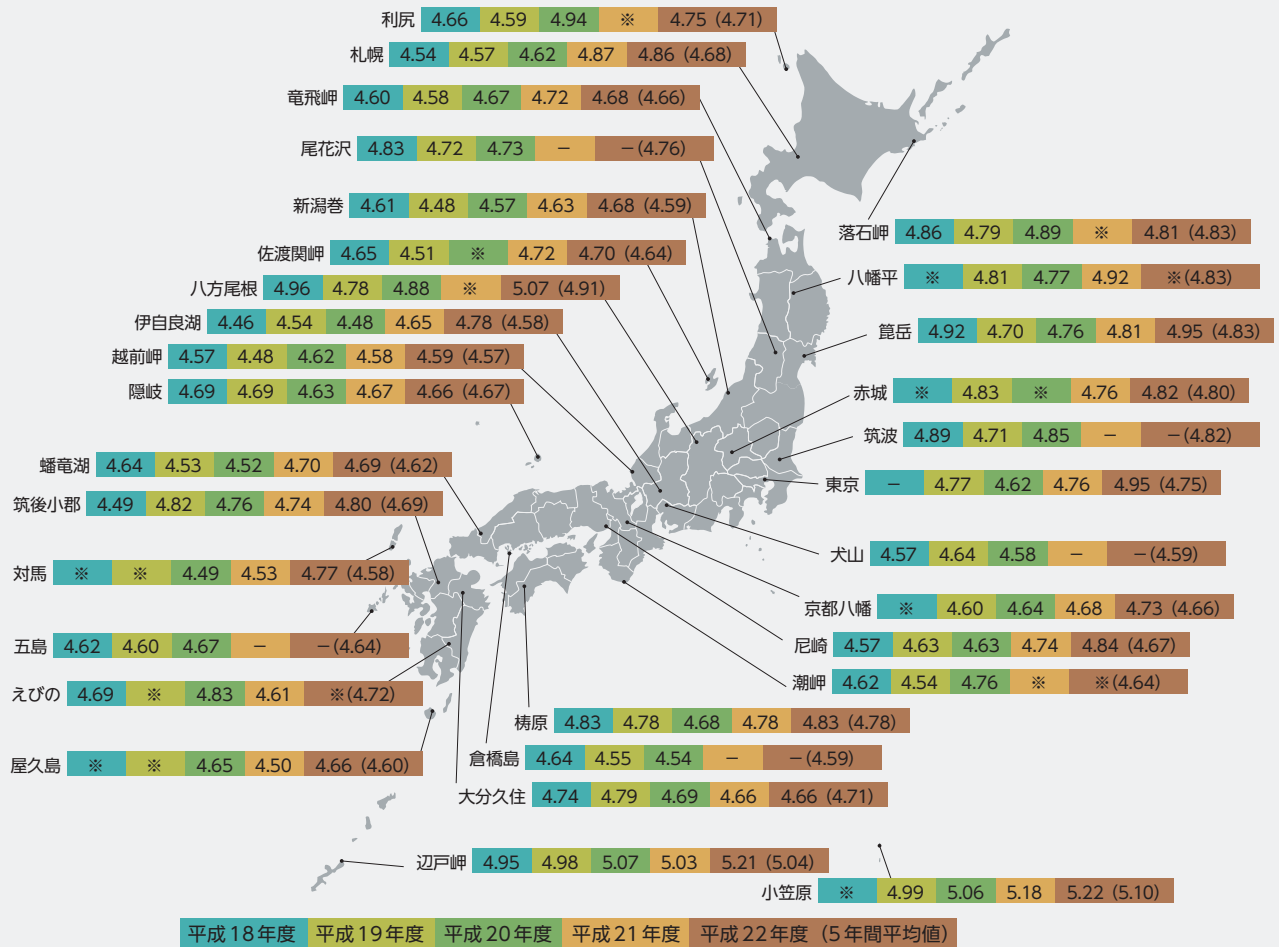 利尻 4.66 4.59 4.94 ※ 4.75 (4.71)
札幌 4.54 4.57 4.62 4.87 4.86 (4.68)
竜飛岬 4.60 4.58 4.67 4.72 4.68 (4.66)
尾花沢 4.83 4.72 4.73 − −(4.76)
新潟巻 4.61 4.48 4.57 4.63 4.68 (4.59)
佐渡関岬 4.65 4.51 ※ 4.72 4.70 (4.64)
八方尾根 4.96 4.78 4.88 ※ 5.07 (4.91)
伊自良湖 4.46 4.54 4.48 4.65 4.78 (4.58)
越前岬 4.57 4.48 4.62 4.58 4.59 (4.57)
隠岐 4.69 4.69 4.63 4.67 4.66 (4.67)
蟠竜湖 4.64 4.53 4.52 4.70 4.69 (4.62)
筑後小郡 4.49 4.82 4.76 4.74 4.80 (4.69)
対馬 ※ ※ 4.49 4.53 4.77 (4.58)
五島 4.62 4.60 4.67 − −(4.64)
えびの 4.69 ※ 4.83 4.61 ※(4.72)
屋久島 ※ ※ 4.65 4.50 4.66 (4.60)
落石岬 4.86 4.79 4.89 ※ 4.81 (4.83)
八幡平 ※ 4.81 4.77 4.92 ※(4.83)
箟岳 4.92 4.70 4.76 4.81 4.95 (4.83)
赤城 ※ 4.83 ※ 4.76 4.82 (4.80)
筑波 4.89 4.71 4.85 − −(4.82)
東京 − 4.77 4.62 4.76 4.95 (4.75)
犬山 4.57 4.64 4.58 − −(4.59)
京都八幡 ※ 4.60 4.64 4.68 4.73 (4.66)
尼崎 4.57 4.63 4.63 4.74 4.84 (4.67)
潮岬 4.62 4.54 4.76 ※ ※(4.64)
梼原 4.83 4.78 4.68 4.78 4.83 (4.78)
倉橋島 4.64 4.55 4.54 − −(4.59)
大分久住 4.74 4.79 4.69 4.66 4.66 (4.71)
辺戸岬 4.95 4.98 5.07 5.03 5.21 (5.04)
小笠原 ※ 4.99 5.06 5.18 5.22 (5.10)
平成18年度 平成19年度 平成20年度 平成21年度 平成22年度（5年間平均値）